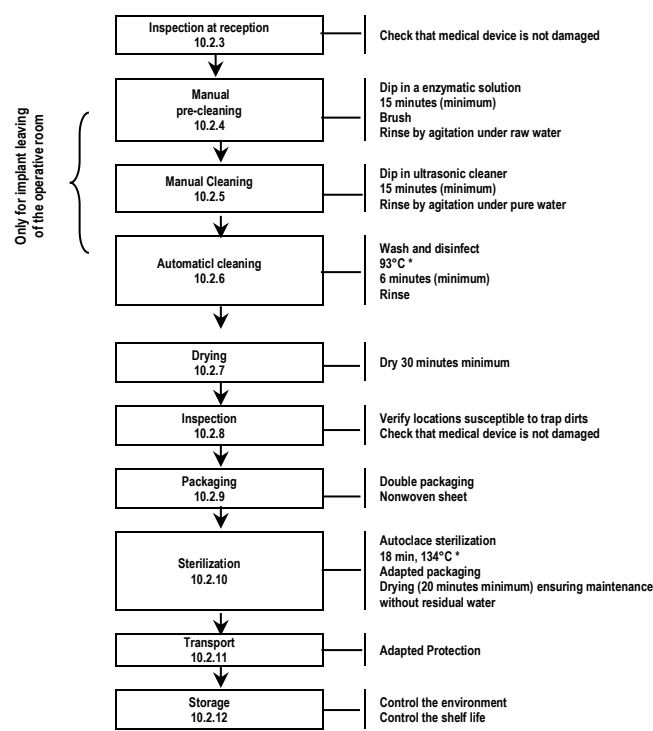 Inspection at reception
10.2.3
Check that medical device is not damaged
Manual
pre-cleaning
10.2.4
Dip in a enzymatic solution
15 minutes (minimum)
Brush
Rinse by agitation under raw water
Only for implant leaving
of the operative room
Manual Cleaning
10.2.5
Dip in ultrasonic cleaner
15 minutes (minimum)
Rinse by agitation under pure water
Automaticl cleaning
10.2.6
Wash and disinfect
93°C *
6 minutes (minimum)
Rinse
Drying
10.2.7
Dry 30 minutes minimum
Inspection
10.2.8
Verify locations susceptible to trap dirts
Check that medical device is not damaged
Packaging
10.2.9
Double packaging
Nonwoven sheet
Sterilization
10.2.10
Autoclace sterilization
18 min, 134°C *
Adapted packaging
Drying (20 minutes minimum) ensuring maintenance
without residual water
Transport
10.2.11
Adapted Protection
Storage
10.2.12
Control the environment
Control the shelf life